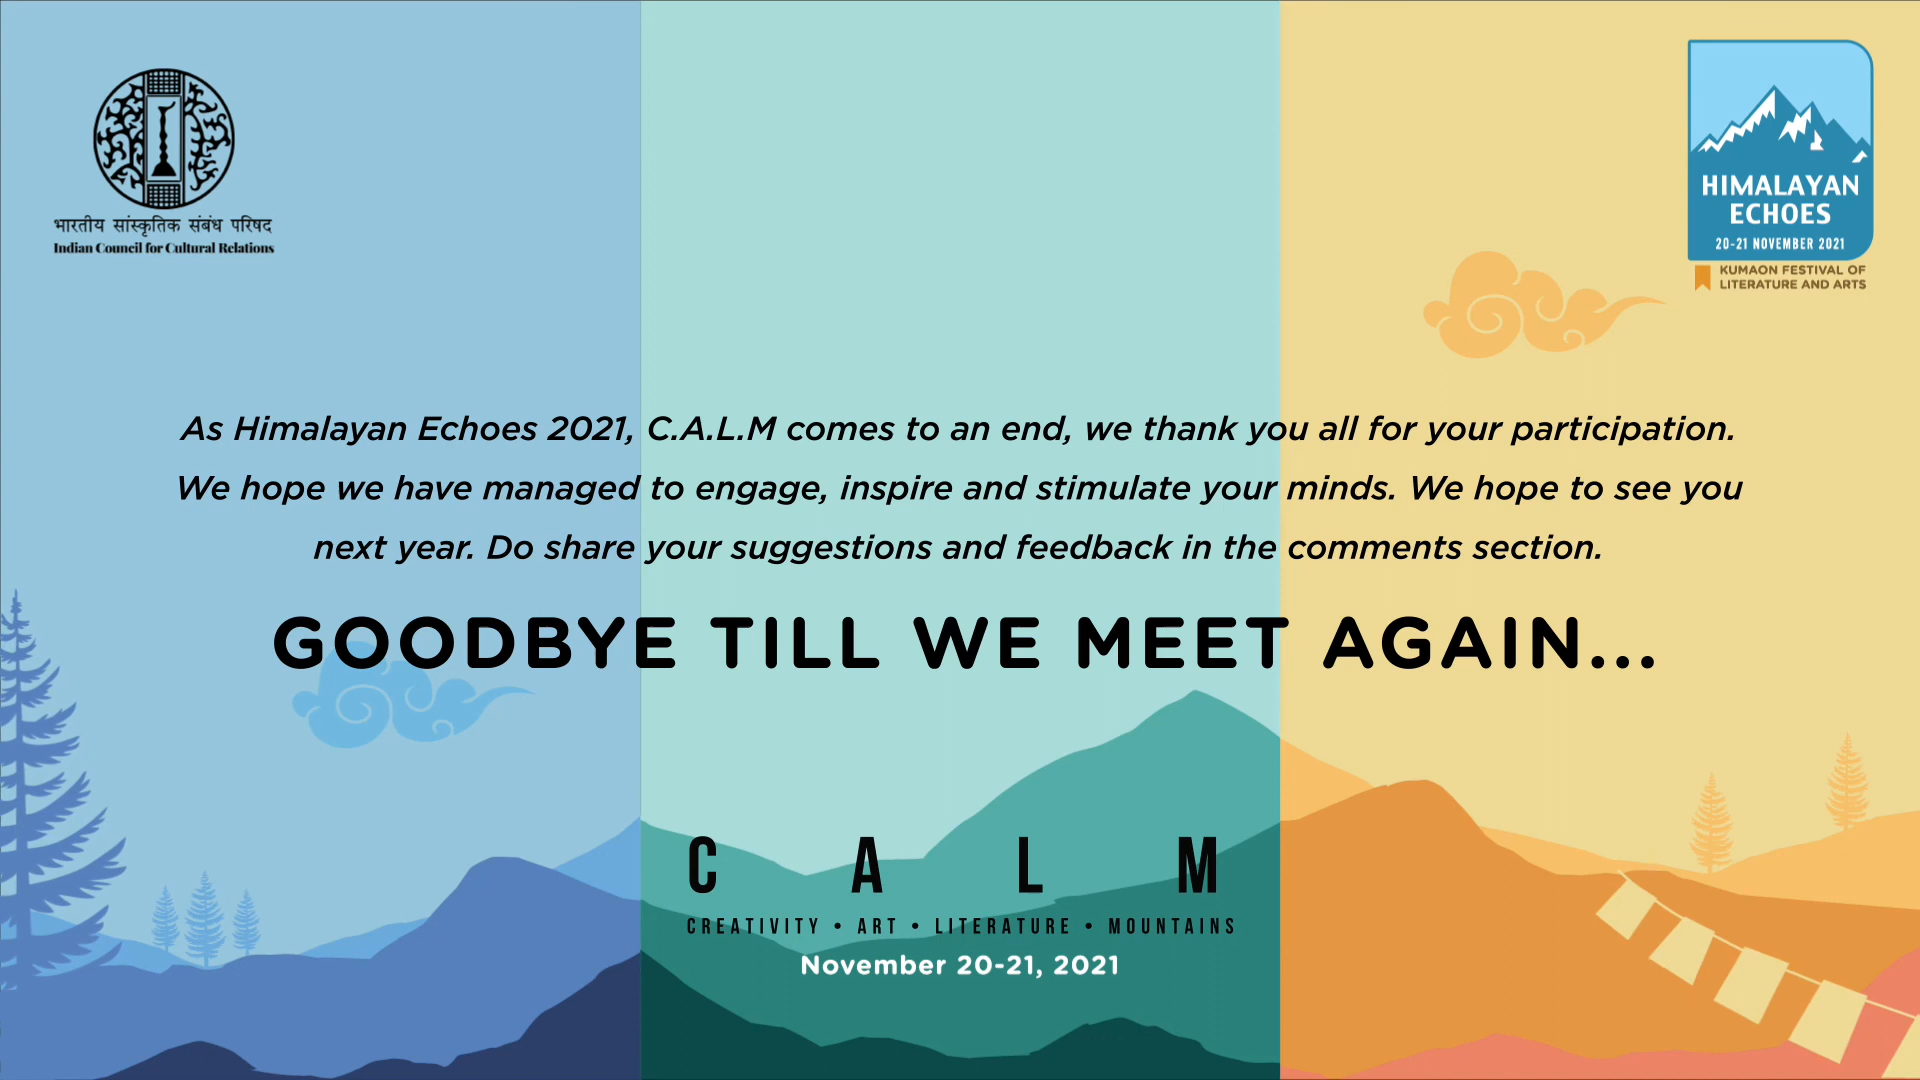 भारतीय सांस्कृतिक संबंध परिषद
Indian Council for Cultural Relations
HIMALAYAN
ECHOES
20-21 NOVEMBER 2021
KUMAON FESTIVAL OF
LITERATURE AND ARTS
As Himalayan Echoes 2021, C.A.L.M comes to an end, we thank you all for your participation.
We hope we have managed to engage, inspire and stimulate your minds. We hope to see you
next year. Do share your suggestions and feedback in the comments section.
GOODBYE TILL WE MEET AGAIN...
C A L M
CREATIVITY • ART • LITERATURE • MOUNTAINS
November 20-21, 2021